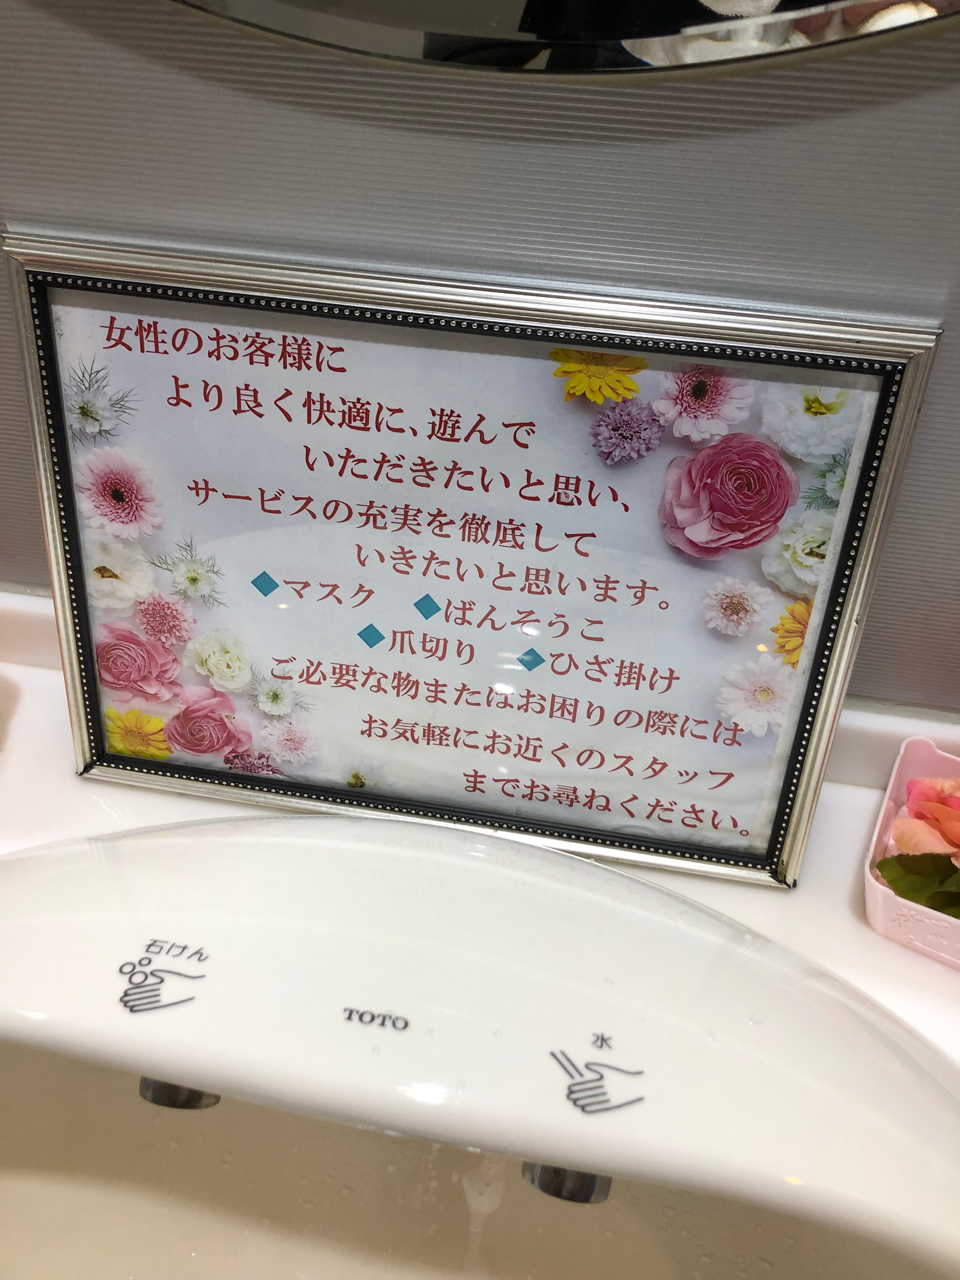 女性のお客様に
より良く快適に、遊んで
いただきたいと思い、
サービスの充実を徹底して
いきたいと思います。
◆マスク ◆ばんそうこ
◆爪切り ◆ひざ掛け
ご必要な物またはお困りの際には
お気軽にお近くのスタッフ
までお尋ねください。
石けん
TOTO
水